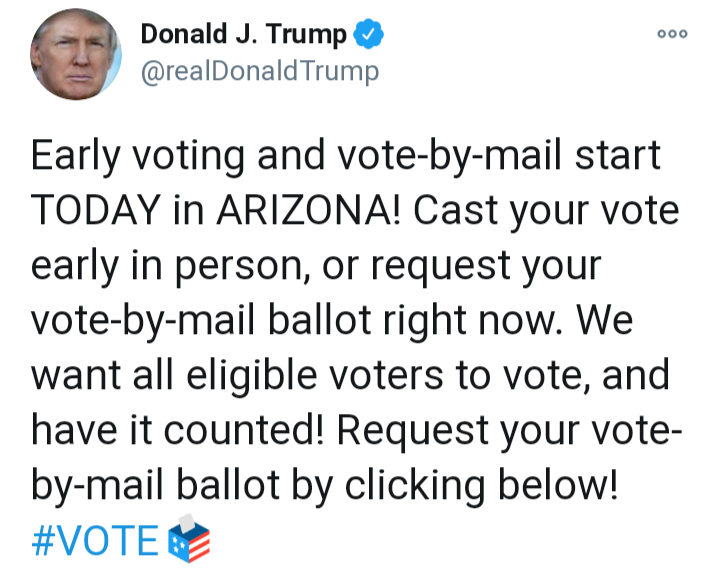 Donald J. Trump
@realDonaldTrump
Early voting and vote-by-mail start
TODAY in ARIZONA! Cast your vote
early in person, or request your
vote-by-mail ballot right now. We
want all eligible voters to vote, and
have it counted! Request your vote-
by-mail ballot by clicking below!
#VOTE